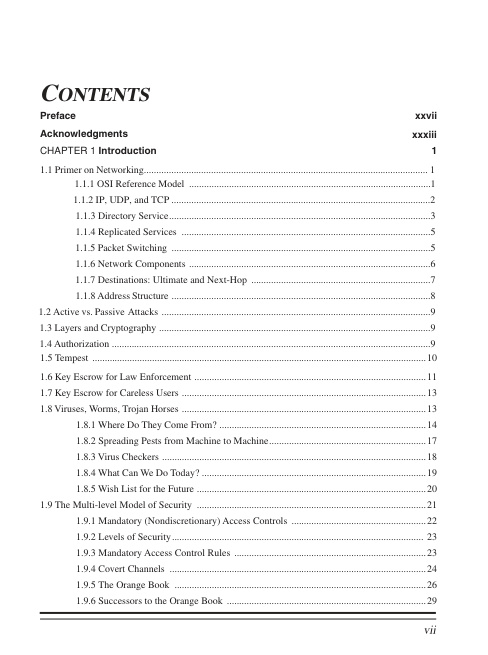 CONTENTS
Preface xxvii
Acknowledgments xxxiii
CHAPTER 1 Introduction 1
1.1 Primer on Networking 1
1.1.1 OSI Reference Model 1
1.1.2 IP, UDP, and TCP 2
1.1.3 Directory Service 3
1.1.4 Replicated Services 5
1.1.5 Packet Switching 5
1.1.6 Network Components 6
1.1.7 Destinations: Ultimate and Next-Hop 7
1.1.8 Address Structure 8
1.2 Active vs. Passive Attacks 9
1.3 Layers and Cryptography 9
1.4 Authorization 9
1.5 Tempest 10
1.6 Key Escrow for Law Enforcement 11
1.7 Key Escrow for Careless Users 13
1.8 Viruses, Worms, Trojan Horses 13
1.8.1 Where Do They Come From? 14
1.8.2 Spreading Pests from Machine to Machine 17
1.8.3 Virus Checkers 18
1.8.4 What Can We Do Today? 19
1.8.5 Wish List for the Future 20
1.9 The Multi-level Model of Security 21
1.9.1 Mandatory (Nondiscretionary) Access Controls 22
1.9.2 Levels of Security 23
1.9.3 Mandatory Access Control Rules 23
1.9.4 Covert Channels 24
1.9.5 The Orange Book 26
1.9.6 Successors to the Orange Book 29
vii